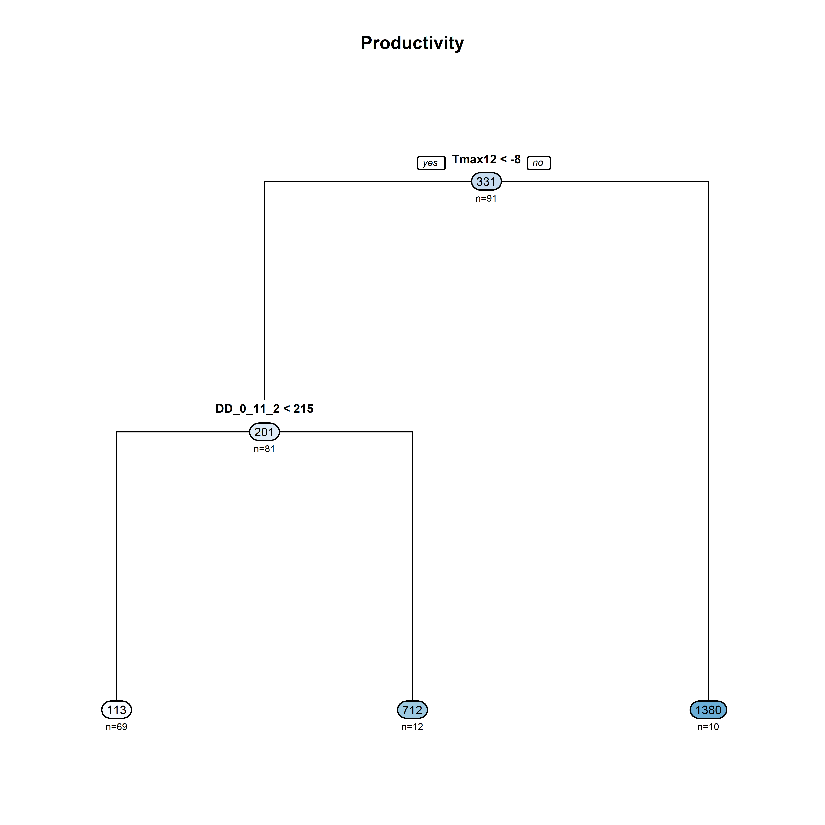 Productivity
yes Tmax12 < -8 no
331
n=91
DD_0_11_2 < 215
201
n=81
113
n=69
712
n=12
1380
n=10